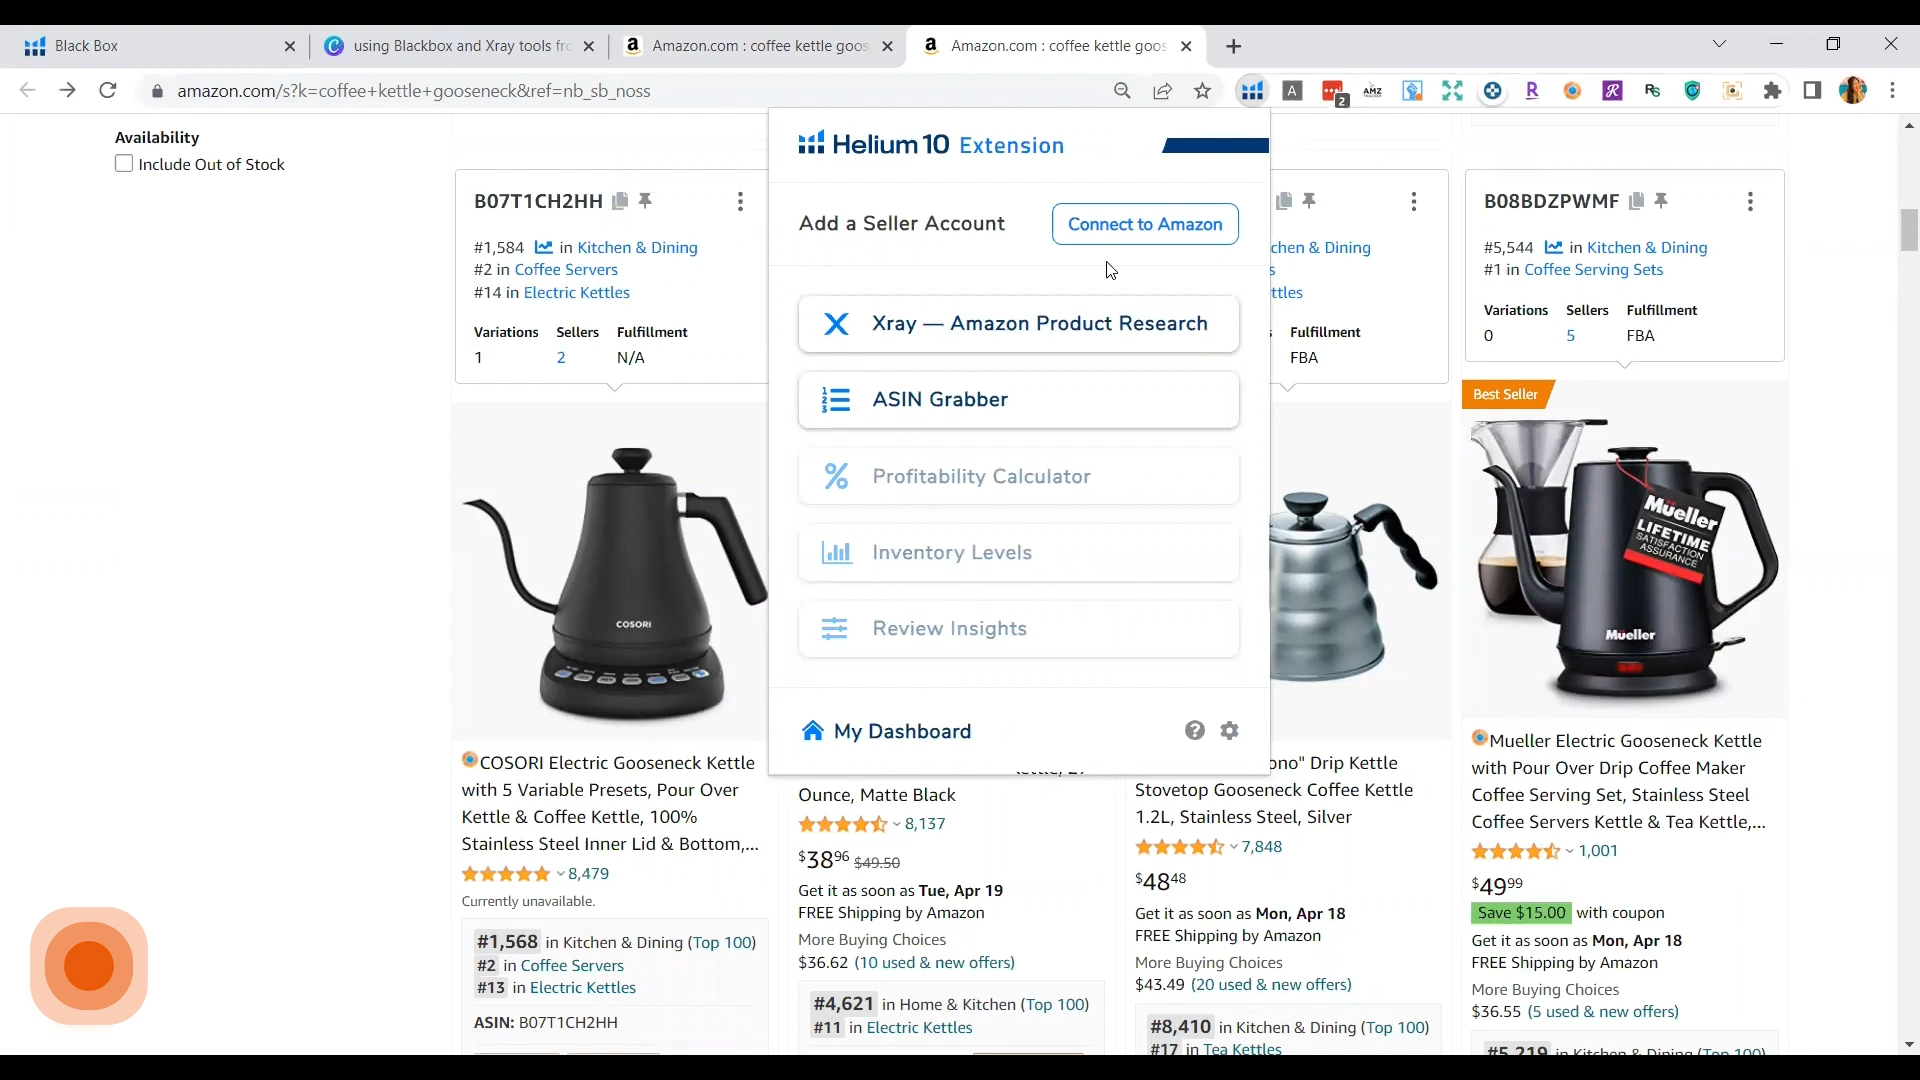 Black Box
using Blackbox and Xray tools fr
Amazon.com : coffee kettle goos
Amazon.com : coffee kettle goos
amazon.com/s?k=coffee+kettle+gooseneck&ref=nb_sb_noss
2
Availability
Include Out of Stock
Helium 10 Extension
Add a Seller Account
Connect to Amazon
Xray — Amazon Product Research
ASIN Grabber
Profitability Calculator
Inventory Levels
Review Insights
My Dashboard
B07T1CH2HH
#1,584 in Kitchen & Dining
#2 in Coffee Servers
#14 in Electric Kettles
Variations Sellers Fulfillment
1 2 N/A
COSORI
COSORI Electric Gooseneck Kettle
with 5 Variable Presets, Pour Over
Kettle & Coffee Kettle, 100%
Stainless Steel Inner Lid & Bottom,...
8,479
Currently unavailable.
#1,568 in Kitchen & Dining (Top 100)
#2 in Coffee Servers
#13 in Electric Kettles
ASIN: B07T1CH2HH
Ounce, Matte Black
8,137
$3896 $49.50
Get it as soon as Tue, Apr 19
FREE Shipping by Amazon
More Buying Choices
$36.62 (10 used & new offers)
#4,621 in Home & Kitchen (Top 100)
#11 in Electric Kettles
chen & Dining
s
ttles
Fulfillment
FBA
ono" Drip Kettle
Stovetop Gooseneck Coffee Kettle
1.2L, Stainless Steel, Silver
7,848
$4848
Get it as soon as Mon, Apr 18
FREE Shipping by Amazon
More Buying Choices
$43.49 (20 used & new offers)
#8,410 in Kitchen & Dining (Top 100)
#17 in Tea Kettles
B08BDZPWMF
#5,544 in Kitchen & Dining
#1 in Coffee Serving Sets
Variations Sellers Fulfillment
0 5 FBA
Best Seller
Mueller
LIFETIME
SATISFACTION
ASSURANCE
Mueller
Mueller Electric Gooseneck Kettle
with Pour Over Drip Coffee Maker
Coffee Serving Set, Stainless Steel
Coffee Servers Kettle & Tea Kettle,...
1,001
$4999
Save $15.00 with coupon
Get it as soon as Mon, Apr 18
FREE Shipping by Amazon
More Buying Choices
$36.55 (5 used & new offers)
#5,219 in Kitchen & Dining (Top 100)